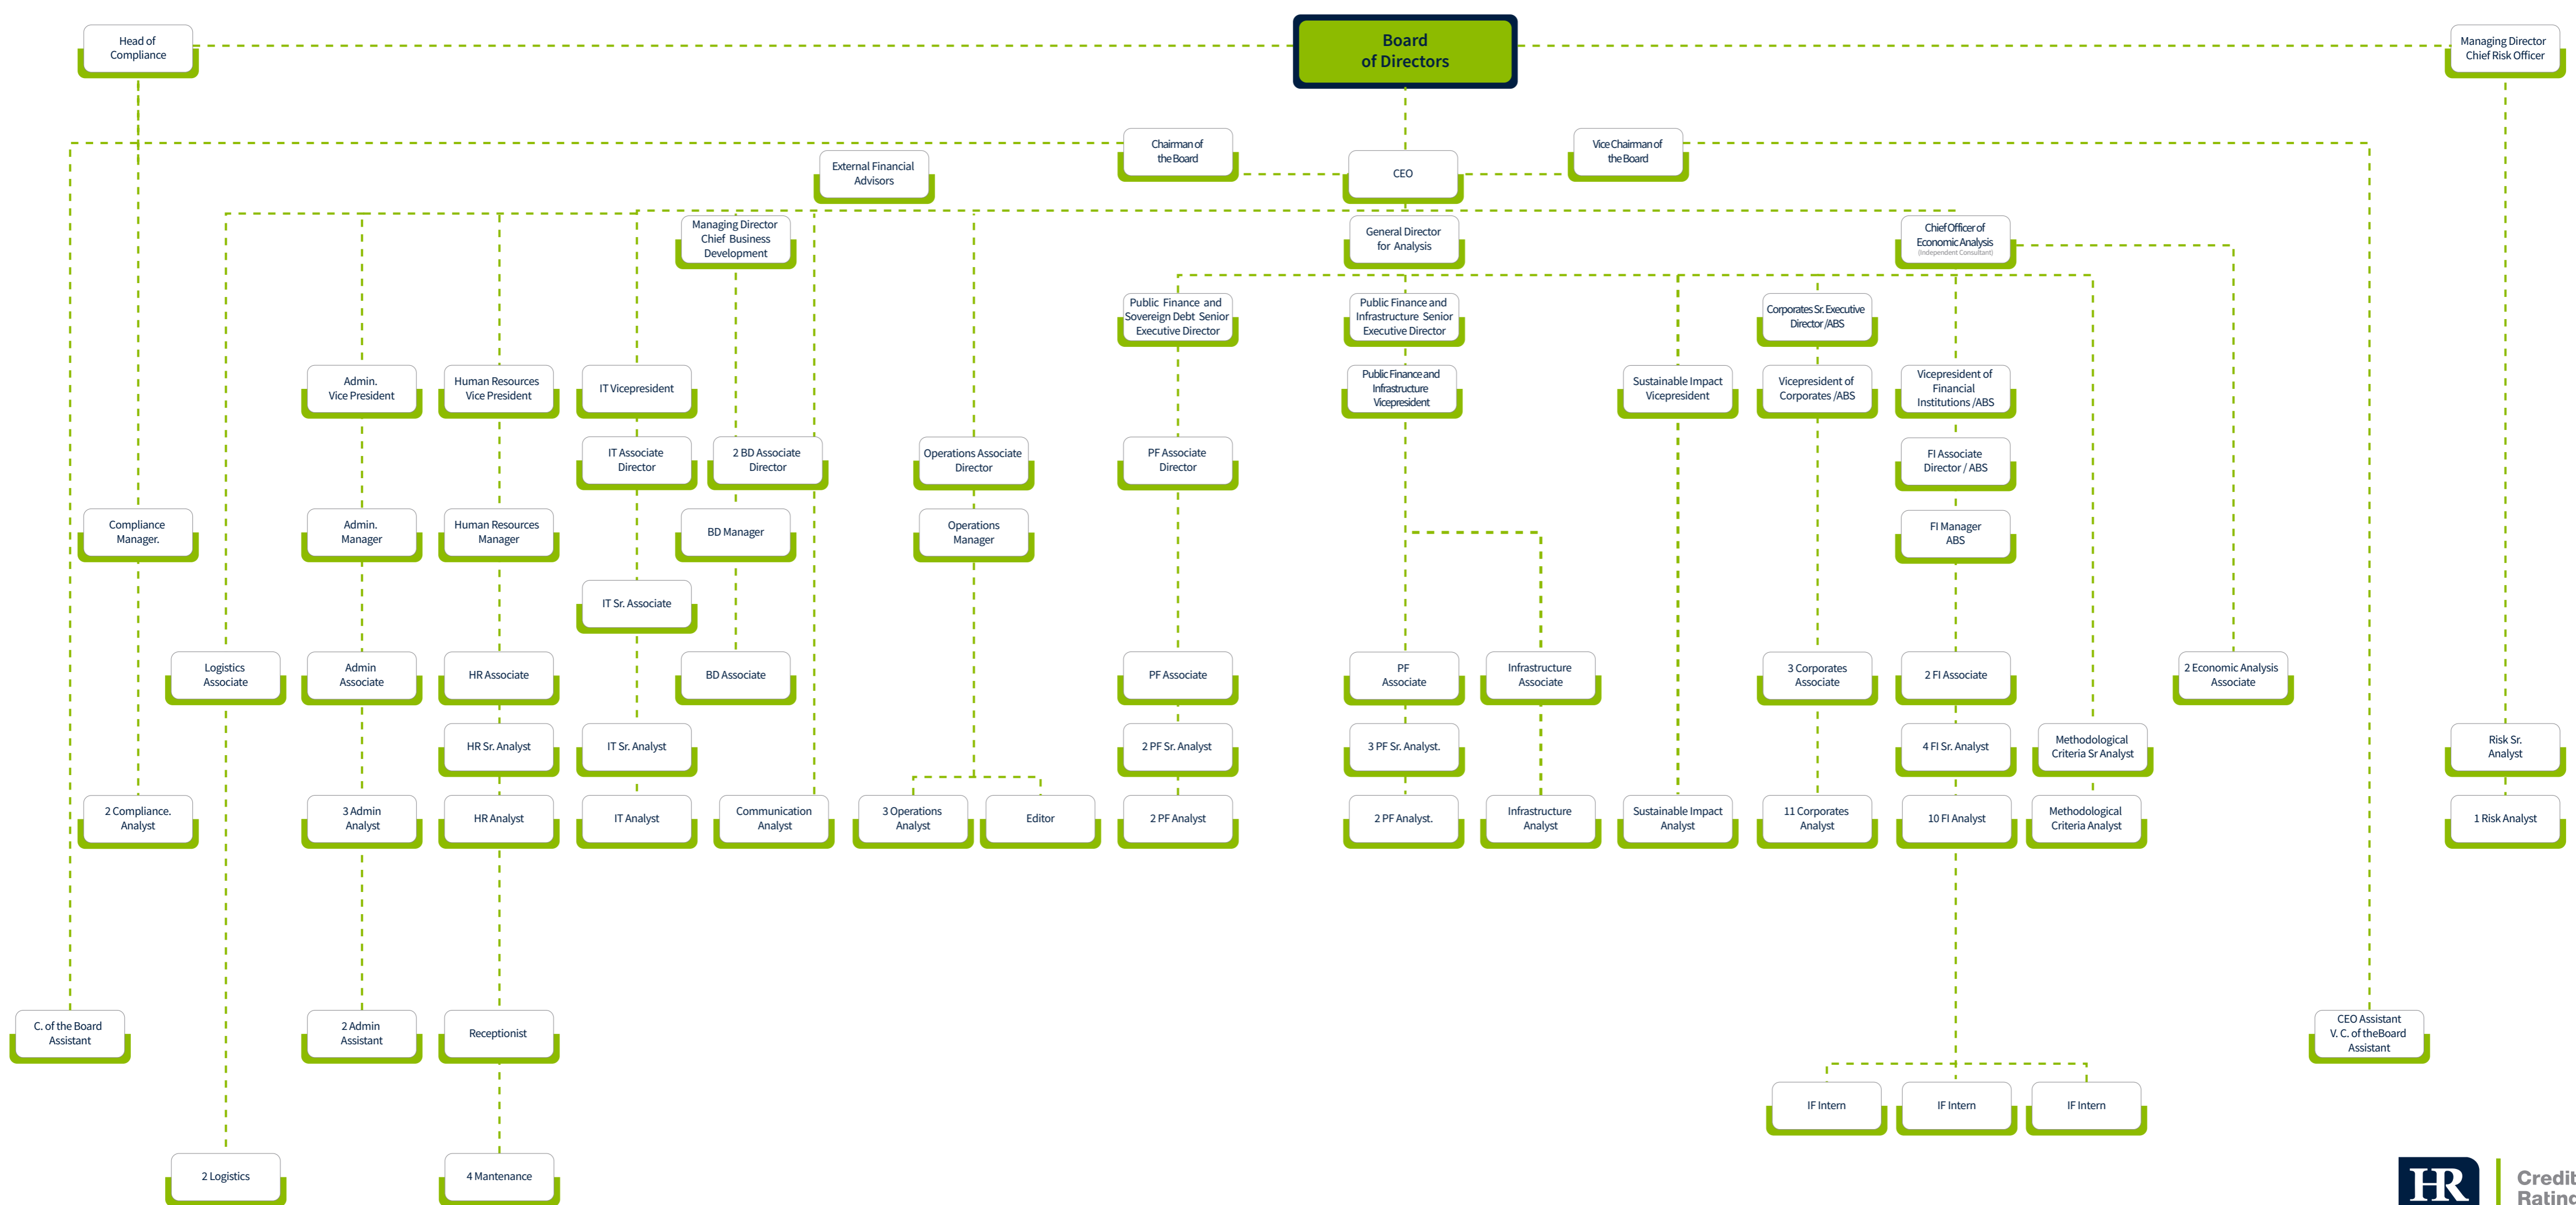 Head of
Compliance
Board
of Directors
Managing Director
Chief Risk Officer
Chairman of
the Board
Vice Chairman of
the Board
External Financial
Advisors
CEO
Managing Director
Chief Business
Development
General Director
for Analysis
Chief Officer of
Economic Analysis
(Independent Consultant)
Public Finance and
Sovereign Debt Senior
Executive Director
Public Finance and
Infrastructure Senior
Executive Director
Corporates Sr. Executive
Director /ABS
Admin.
Vice President
Human Resources
Vice President
IT Vicepresident
Public Finance and
Infrastructure
Vicepresident
Sustainable Impact
Vicepresident
Vicepresident of
Corporates /ABS
Vicepresident of
Financial
Institutions /ABS
IT Associate
Director
2 BD Associate
Director
Operations Associate
Director
PF Associate
Director
FI Associate
Director / ABS
Compliance
Manager.
Admin.
Manager
Human Resources
Manager
BD Manager
Operations
Manager
FI Manager
ABS
IT Sr. Associate
Logistics
Associate
Admin
Associate
HR Associate
BD Associate
PF Associate
PF
Associate
Infrastructure
Associate
3 Corporates
Associate
2 FI Associate
2 Economic Analysis
Associate
HR Sr. Analyst
IT Sr. Analyst
2 PF Sr. Analyst
3 PF Sr. Analyst.
4 FI Sr. Analyst
Methodological
Criteria Sr Analyst
Risk Sr.
Analyst
2 Compliance.
Analyst
3 Admin
Analyst
HR Analyst
IT Analyst
Communication
Analyst
3 Operations
Analyst
Editor
2 PF Analyst
2 PF Analyst.
Infrastructure
Analyst
Sustainable Impact
Analyst
11 Corporates
Analyst
10 FI Analyst
Methodological
Criteria Analyst
1 Risk Analyst
C. of the Board
Assistant
2 Admin
Assistant
Receptionist
CEO Assistant
V. C. of theBoard
Assistant
IF Intern
IF Intern
IF Intern
2 Logistics
4 Mantenance
HR
Credit
Rating